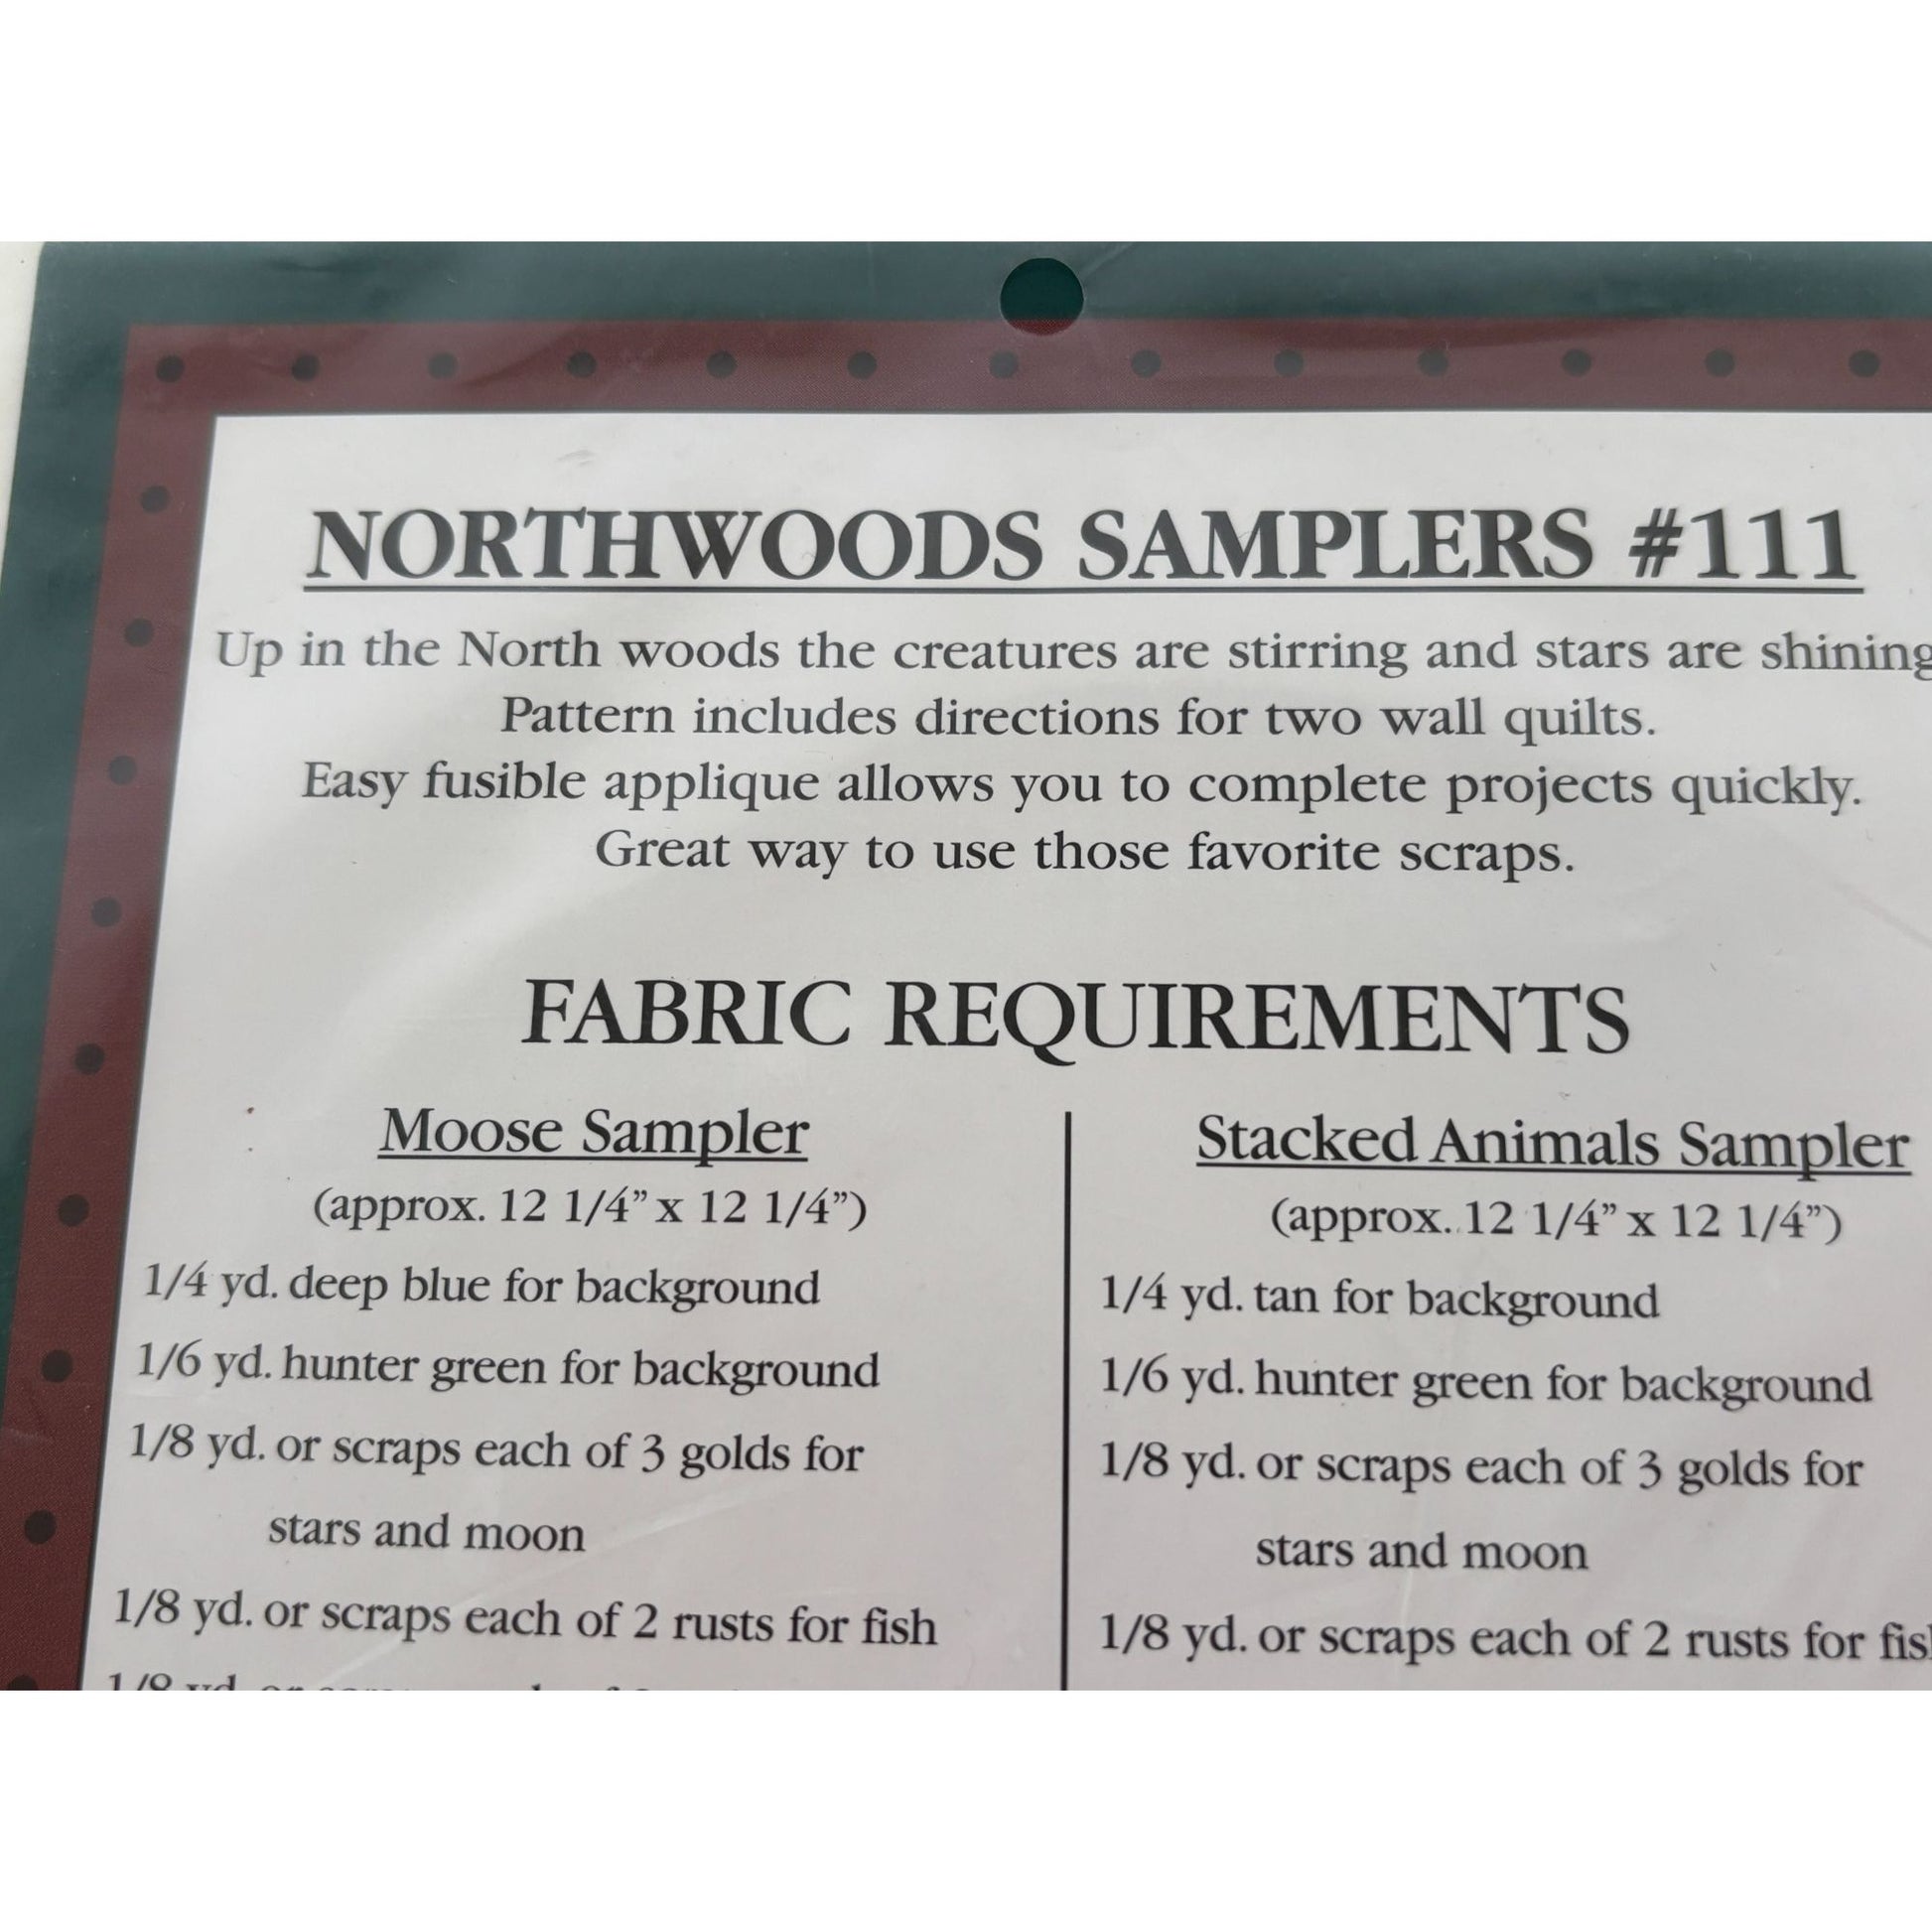 NORTHWOODS SAMPLERS #111
Up in the North woods the creatures are stirring and stars are shining
Pattern includes directions for two wall quilts.
Easy fusible applique allows you to complete projects quickly.
Great way to use those favorite scraps.
FABRIC REQUIREMENTS
Moose Sampler
(approx. 12 1/4” x 12 1/4”)
1/4 yd. deep blue for background
1/6 yd. hunter green for background
1/8 yd. or scraps each of 3 golds for
stars and moon
1/8 yd. or scraps each of 2 rusts for fish
Stacked Animals Sampler
(approx. 12 1/4” x 12 1/4”)
1/4 yd. tan for background
1/6 yd. hunter green for background
1/8 yd. or scraps each of 3 golds for
stars and moon
1/8 yd. or scraps each of 2 rusts for